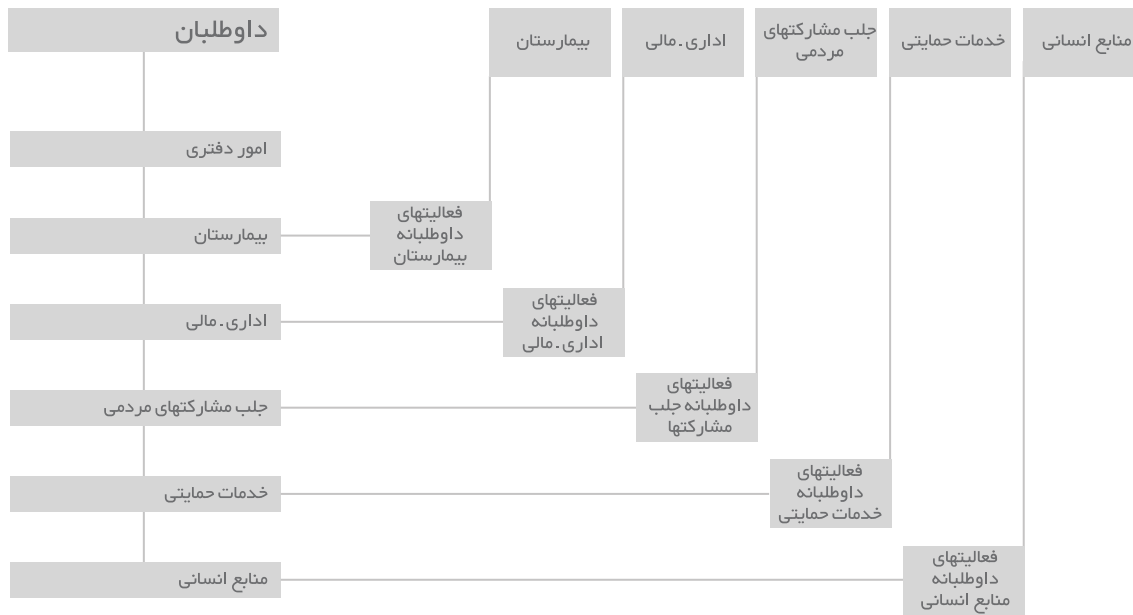 داوطلبان
منابع انسانی
خدمات حمایتی
جلب مشارکتهای
مردمی
اداری.مالی
بیمارستان
امور دفتری
بیمارستان
فعالیتهای
داوطلبانه
بیمارستان
اداری.مالی
فعالیتهای
داوطلبانه
اداری.مالی
جلب مشارکتهای مردمی
فعالیتهای
داوطلبانه جلب
مشارکتها
خدمات حمایتی
فعالیتهای
داوطلبانه
خدمات حمایتی
منابع انسانی
فعالیتهای
داوطلبانه
منابع انسانی